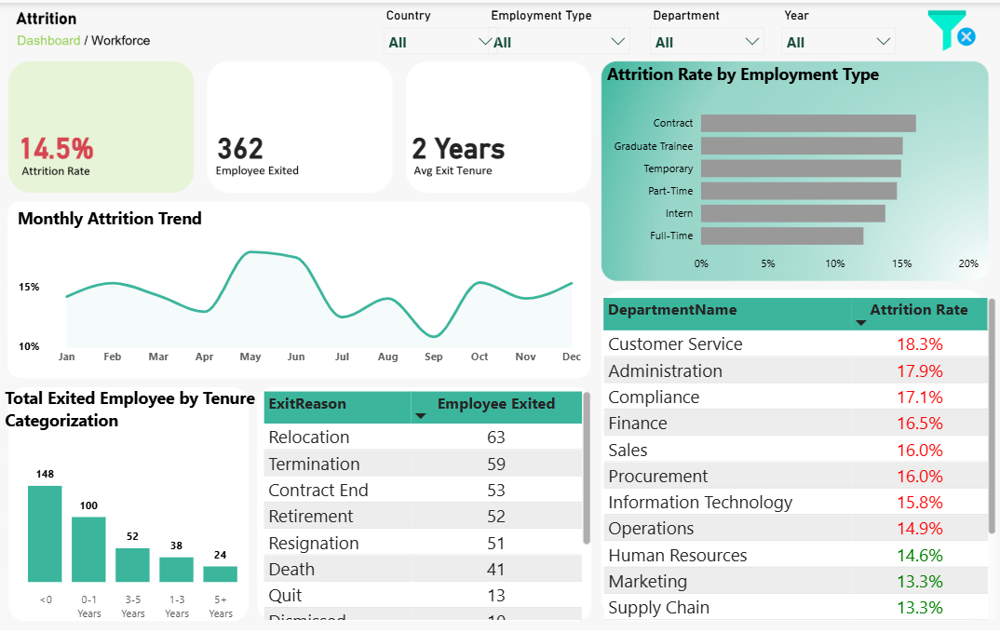 Attrition
Dashboard / Workforce
Country
Employment Type
Department
Year
All
All
All
All
14.5%
Attrition Rate
362
Employee Exited
2 Years
Avg Exit Tenure
Attrition Rate by Employment Type
Contract
Graduate Trainee
Temporary
Part-Time
Intern
Full-Time
0% 5% 10% 15% 20%
Monthly Attrition Trend
15%
10%
Jan Feb Mar Apr May Jun Jul Aug Sep Oct Nov Dec
Total Exited Employee by Tenure
Categorization
148
100
52
38
24
<0 0-1 3-5 1-3 5+
Years Years Years Years
ExitReason Employee Exited
Relocation 63
Termination 59
Contract End 53
Retirement 52
Resignation 51
Death 41
Quit 13
Dismissed 10
DepartmentName Attrition Rate
Customer Service 18.3%
Administration 17.9%
Compliance 17.1%
Finance 16.5%
Sales 16.0%
Procurement 16.0%
Information Technology 15.8%
Operations 14.9%
Human Resources 14.6%
Marketing 13.3%
Supply Chain 13.3%